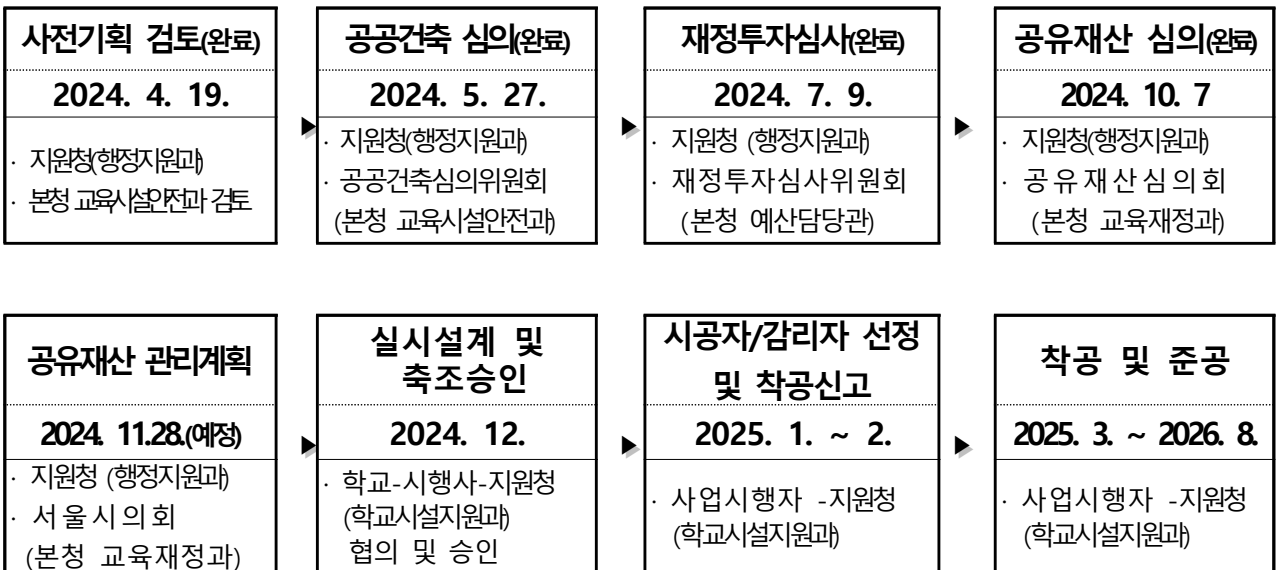 사전기획 검토(완료)
2024. 4. 19.
· 지원청(행정지원과)
· 본청 교육시설안전과 검토
공공건축 심의(완료)
2024. 5. 27.
· 지원청(행정지원과)
· 공공건축심의위원회
(본청 교육시설안전과)
재정투자심사(완료)
2024. 7. 9.
· 지원청 (행정지원과)
· 재정투자심사위원회
(본청 예산담당관)
공유재산 심의(완료)
2024. 10. 7
· 지원청(행정지원과)
· 공유재산심의회
(본청 교육재정과)
공유재산 관리계획
2024. 11.28.(예정)
· 지원청 (행정지원과)
· 서울시의회
(본청 교육재정과)
실시설계 및
축조승인
2024. 12.
· 학교-시행사-지원청
(학교시설지원과)
협의 및 승인
시공자/감리자 선정
및 착공신고
2025. 1. ~ 2.
· 사업시행자 -지원청
(학교시설지원과)
착공 및 준공
2025. 3. ~ 2026. 8.
· 사업시행자 -지원청
(학교시설지원과)